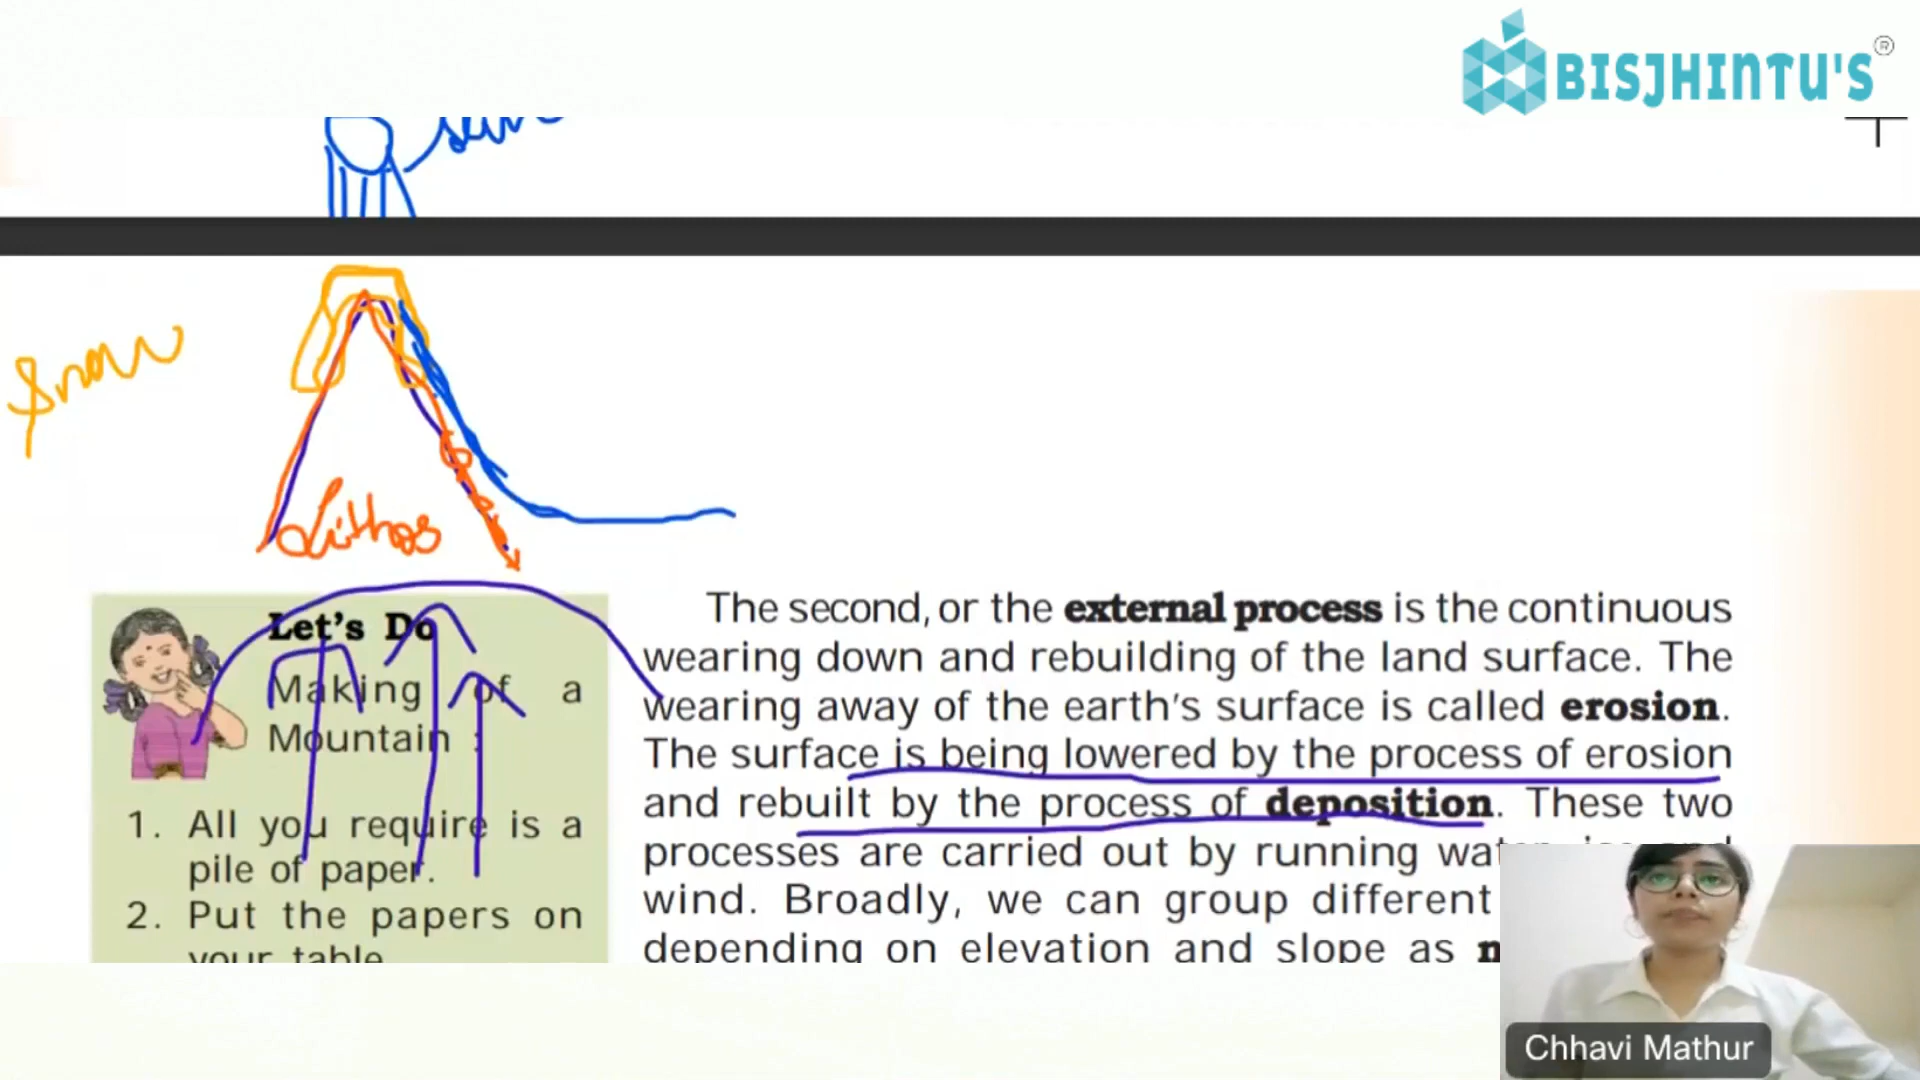 BISJHINTU'S®
Snow
Lithos
Let's Do
Making of a
Mountain :
1. All you require is a
pile of paper.
2. Put the papers on
your table
The second, or the external process is the continuous
wearing down and rebuilding of the land surface. The
wearing away of the earth's surface is called erosion.
The surface is being lowered by the process of erosion
and rebuilt by the process of deposition. These two
processes are carried out by running
wind. Broadly, we can group different
depending on elevation and slope as
Chhavi Mathur